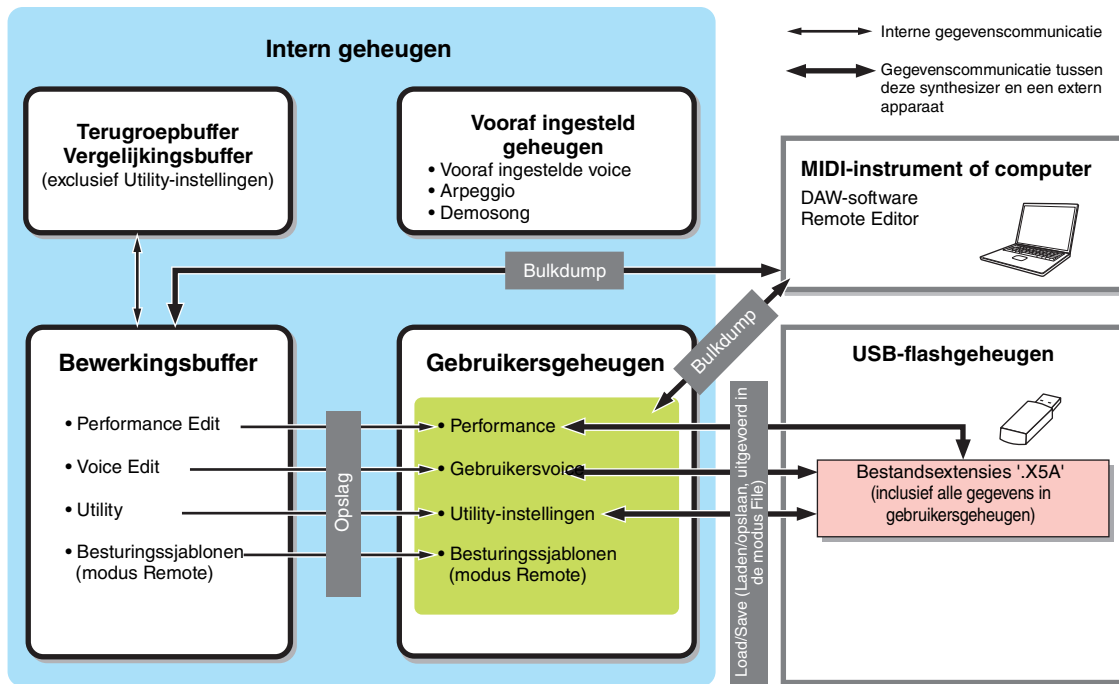 Intern geheugen
Interne gegevenscommunicatie
Gegevenscommunicatie tussen
deze synthesizer en een extern
apparaat
Terugroepbuffer
Vergelijkingsbuffer
(exclusief Utility-instellingen)
Vooraf ingesteld
geheugen
• Vooraf ingestelde voice
• Arpeggio
• Demosong
MIDI-instrument of computer
DAW-software
Remote Editor
Bulkdump
Bulkdump
Bewerkingsbuffer
• Performance Edit
• Voice Edit
• Utility
• Besturingssjablonen
(modus Remote)
Opslag
Gebruikersgeheugen
• Performance
• Gebruikersvoice
• Utility-instellingen
• Besturingssjablonen
(modus Remote)
Load/Save (Laden/opslaan, uitgevoerd in
de modus File)
USB-flashgeheugen
Bestandsextensies '.X5A'
(inclusief alle gegevens in
gebruikersgeheugen)